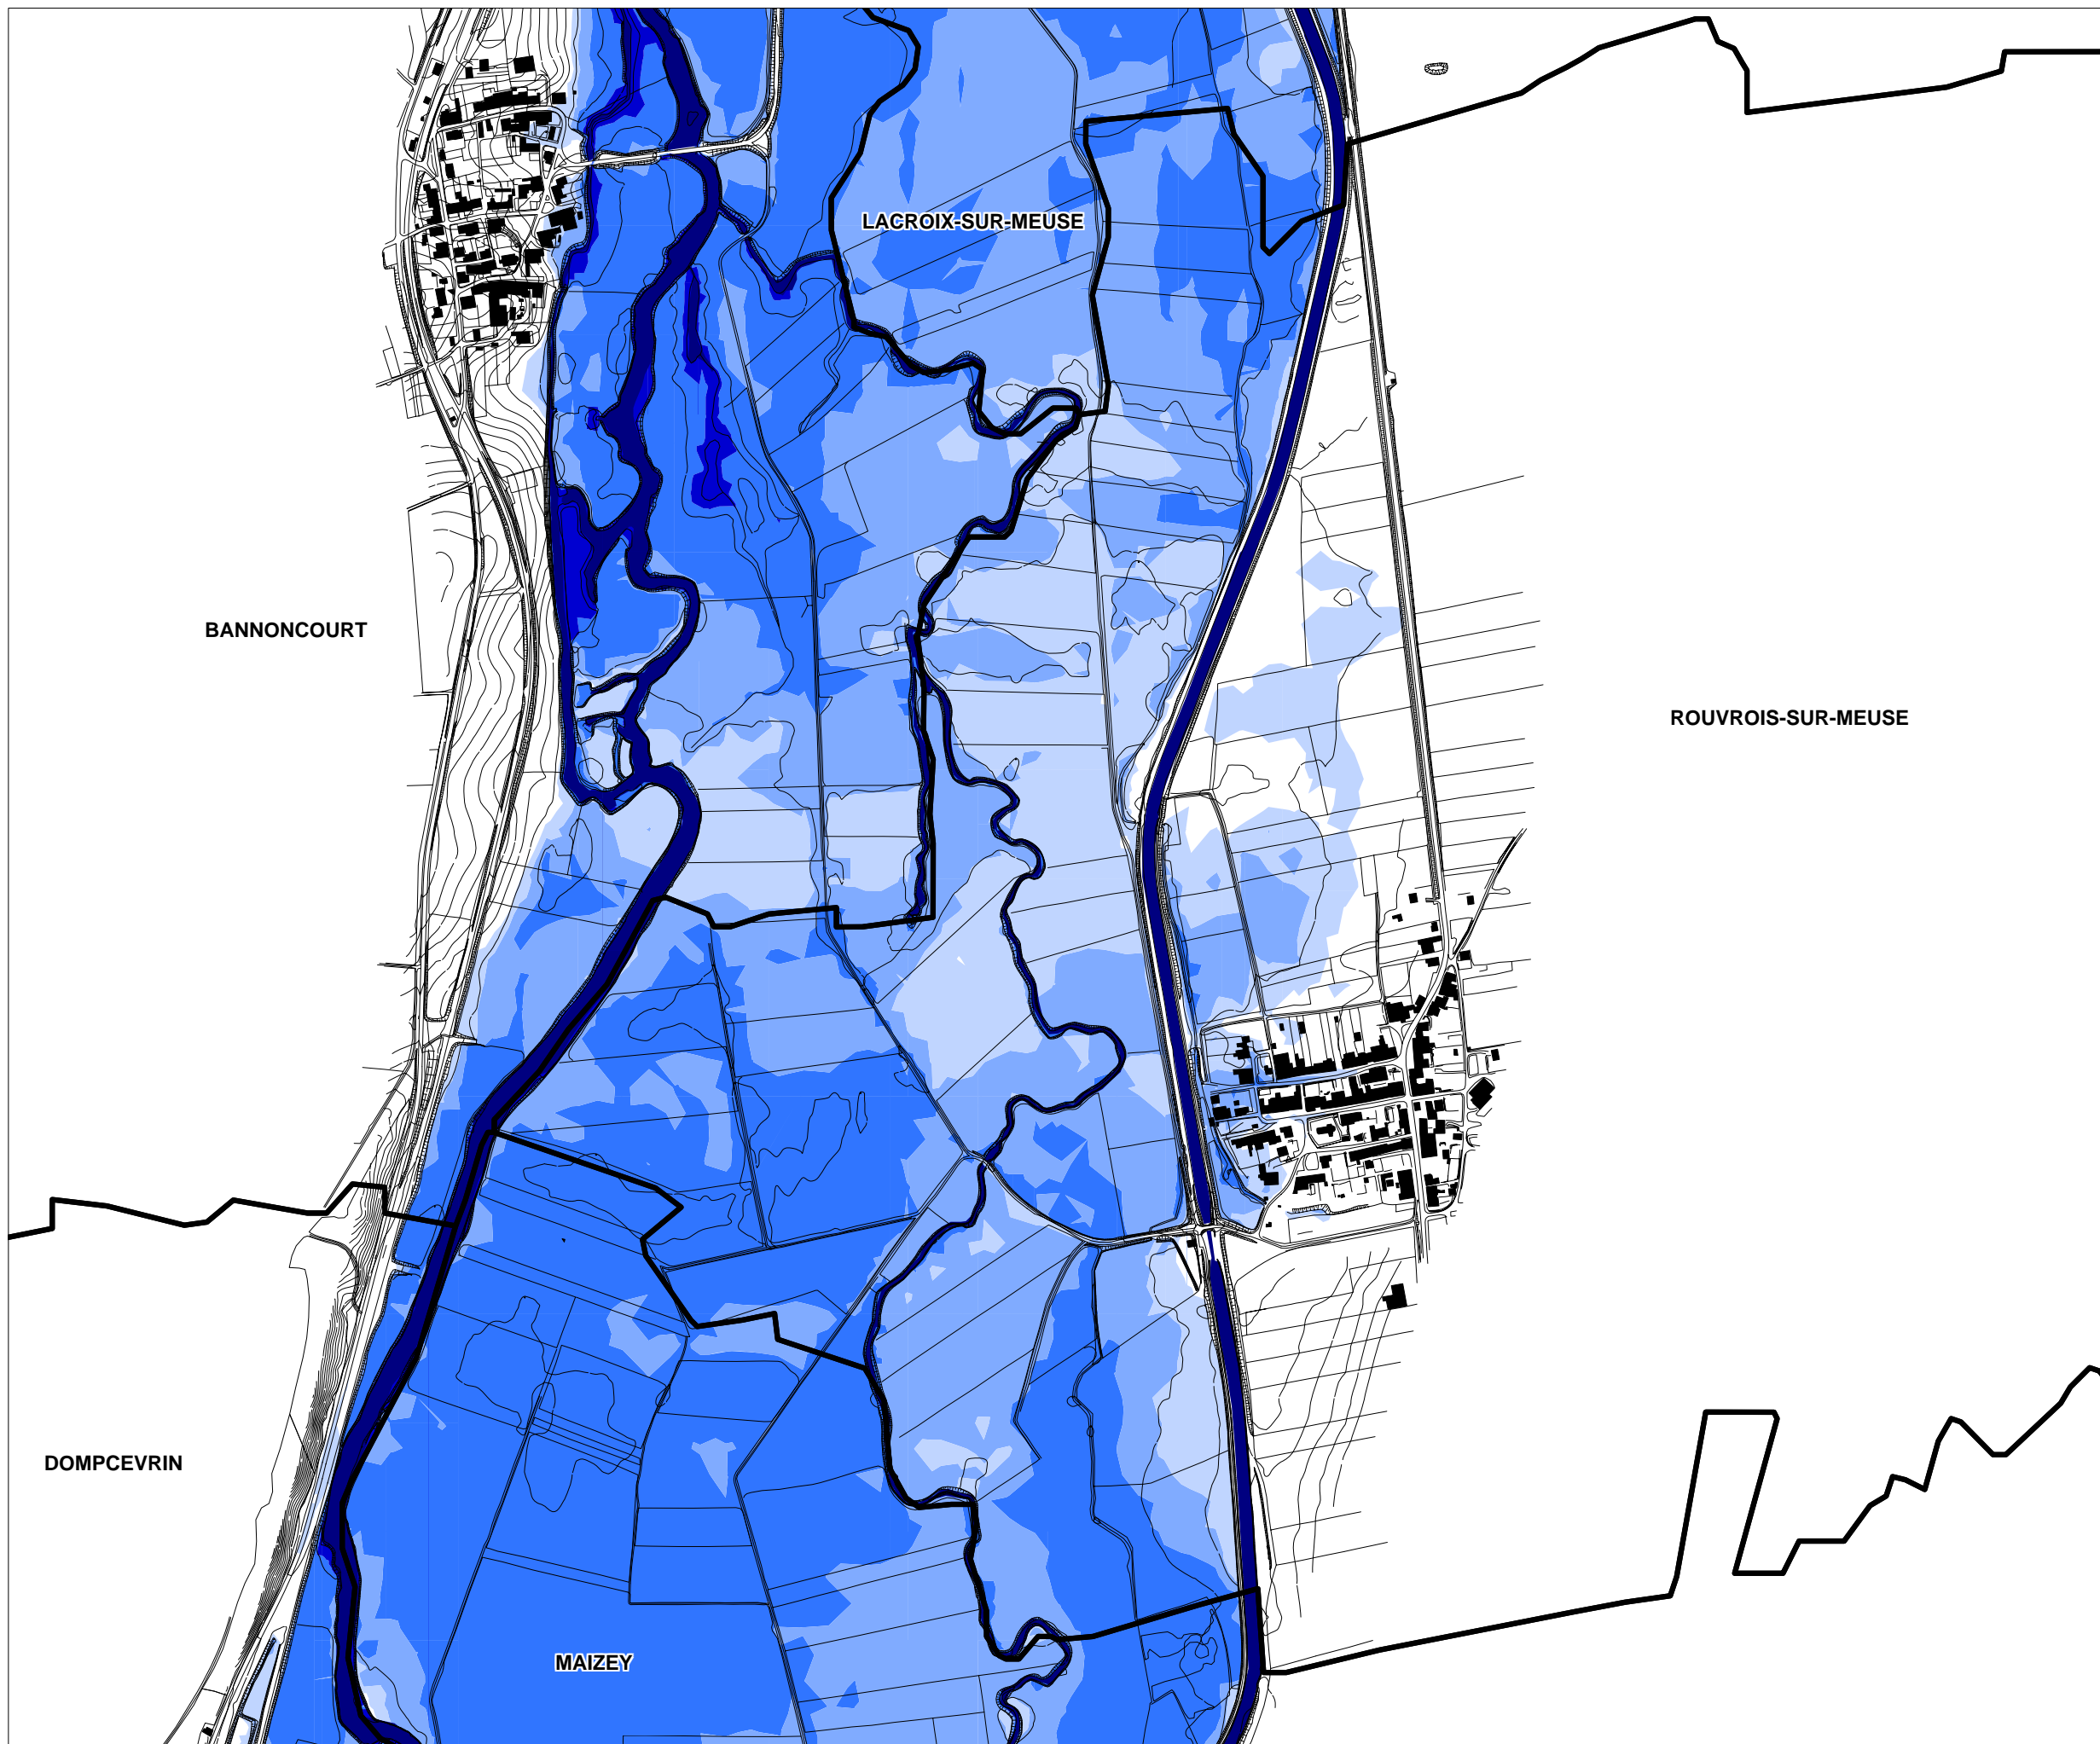 LACROIX-SUR-MEUSE
BANNONCOURT
ROUVROIS-SUR-MEUSE
DOMPCEVRIN
MAIZEY